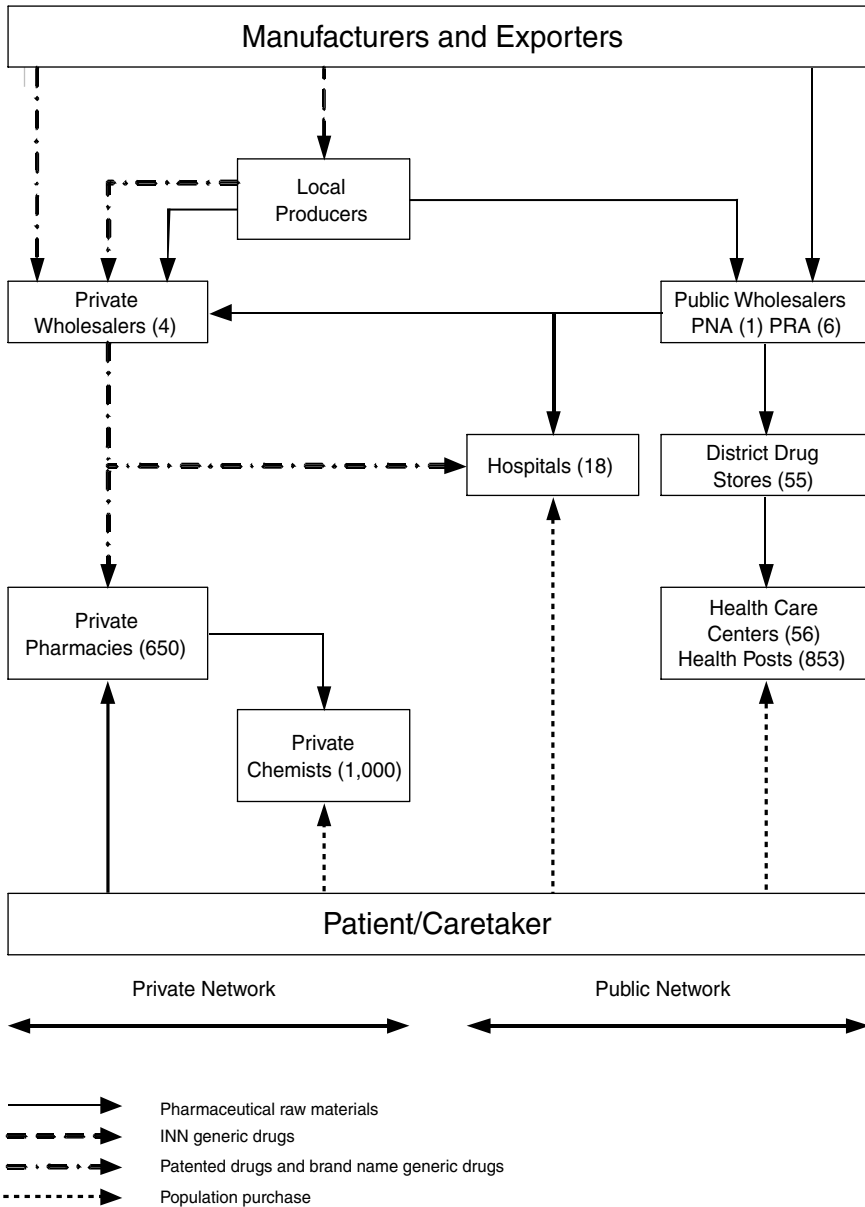 Manufacturers and Exporters
Local
Producers
Private
Wholesalers (4)
Public Wholesalers
PNA (1) PRA (6)
Hospitals (18)
District Drug
Stores (55)
Private
Pharmacies (650)
Health Care
Centers (56)
Health Posts (853)
Private
Chemists (1,000)
Patient/Caretaker
Private Network
Public Network
Pharmaceutical raw materials
INN generic drugs
Patented drugs and brand name generic drugs
Population purchase